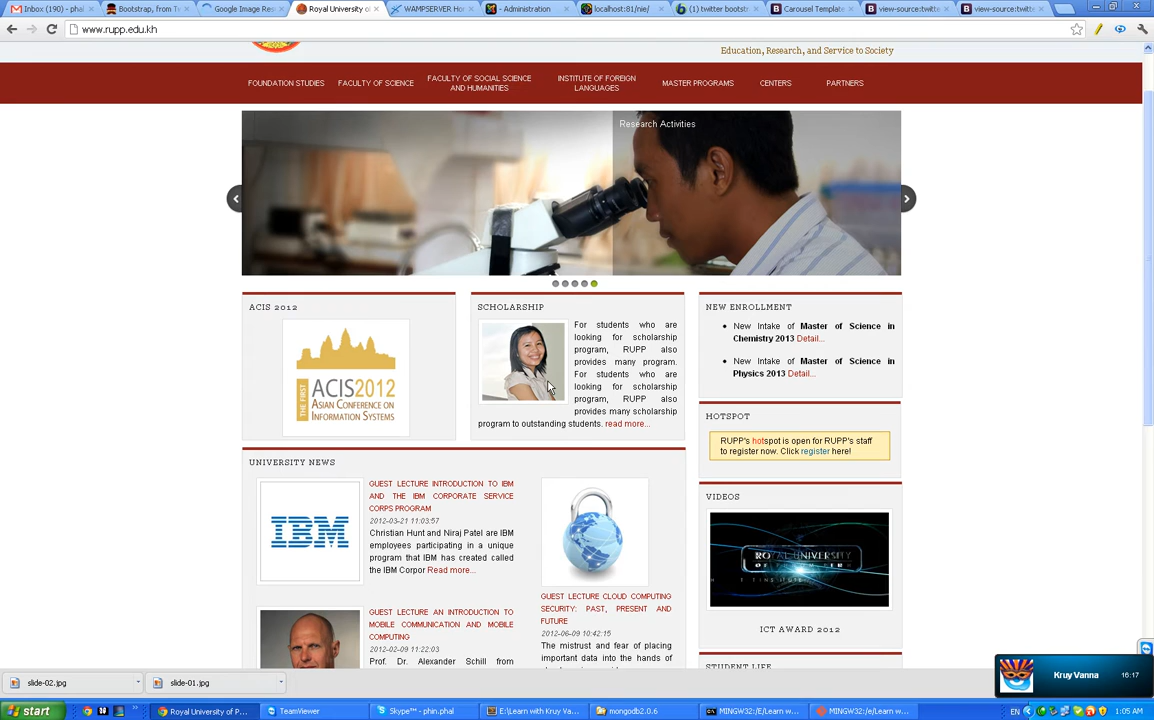 Inbox (190) - phal
Bootstrap, from Tw
Google Image Res
Royal University o
WAMPSERVER Ho
- Administration
localhost:81/nie/
(1) twitter bootstr
Carousel Template
view-source:twitte
view-source:twitte
www.rupp.edu.kh
Education, Research, and Service to Society
FOUNDATION STUDIES
FACULTY OF SCIENCE
FACULTY OF SOCIAL SCIENCE
AND HUMANITIES
INSTITUTE OF FOREIGN
LANGUAGES
MASTER PROGRAMS
CENTERS
PARTNERS
Research Activities
ACIS 2012
THE FIRST
ACIS2012
ASIAN CONFERENCE ON
INFORMATION SYSTEMS
SCHOLARSHIP
For students who are
looking for scholarship
program, RUPP also
provides many program.
For students who are
looking for scholarship
program, RUPP also
provides many scholarship
program to outstanding students. read more...
NEW ENROLLMENT
New Intake of Master of Science in
Chemistry 2013 Detail...
New Intake of Master of Science in
Physics 2013 Detail...
HOTSPOT
RUPP's hotspot is open for RUPP's staff
to register now. Click register here!
UNIVERSITY NEWS
IBM
GUEST LECTURE INTRODUCTION TO IBM
AND THE IBM CORPORATE SERVICE
CORPS PROGRAM
2012-03-21 11:03:57
Christian Hunt and Niraj Patel are IBM
employees participating in a unique
program that IBM has created called
the IBM Corpor Read more...
GUEST LECTURE AN INTRODUCTION TO
MOBILE COMMUNICATION AND MOBILE
COMPUTING
2012-02-09 11:22:03
Prof. Dr. Alexander Schill from
GUEST LECTURE CLOUD COMPUTING
SECURITY: PAST, PRESENT AND
FUTURE
2012-06-09 10:42:15
The mistrust and fear of placing
important data into the hands of
VIDEOS
ROYAL UNIVERSITY
ICT AWARD 2012
STUDENT LIFE
slide-02.jpg
slide-01.jpg
Kruy Vanna
16:17
start
Royal University of P...
TeamViewer
Skype™ - phin.phal
E:\Learn with Kruy Va...
mongodb2.0.6
MINGW32:/E/Learn w...
MINGW32:/e/Learn w...
EN
1:05 AM